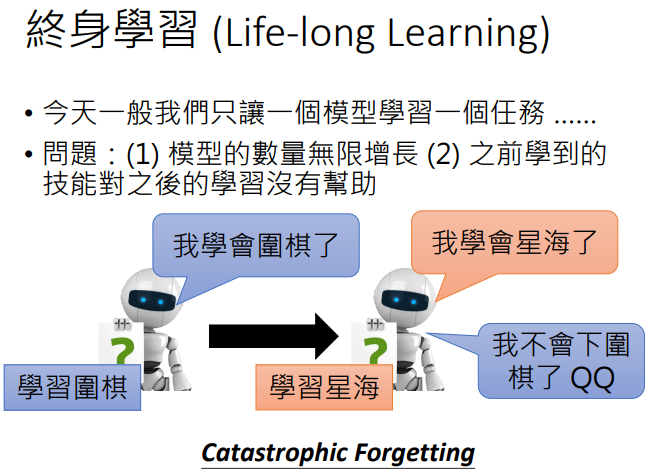 終身學習 (Life-long Learning)
• 今天一般我們只讓一個模型學習一個任務 ……
• 問題：(1) 模型的數量無限增長 (2) 之前學到的
技能對之後的學習沒有幫助
我學會圍棋了
我學會星海了
?
?
我不會下圍
棋了 QQ
學習圍棋
學習星海
Catastrophic Forgetting